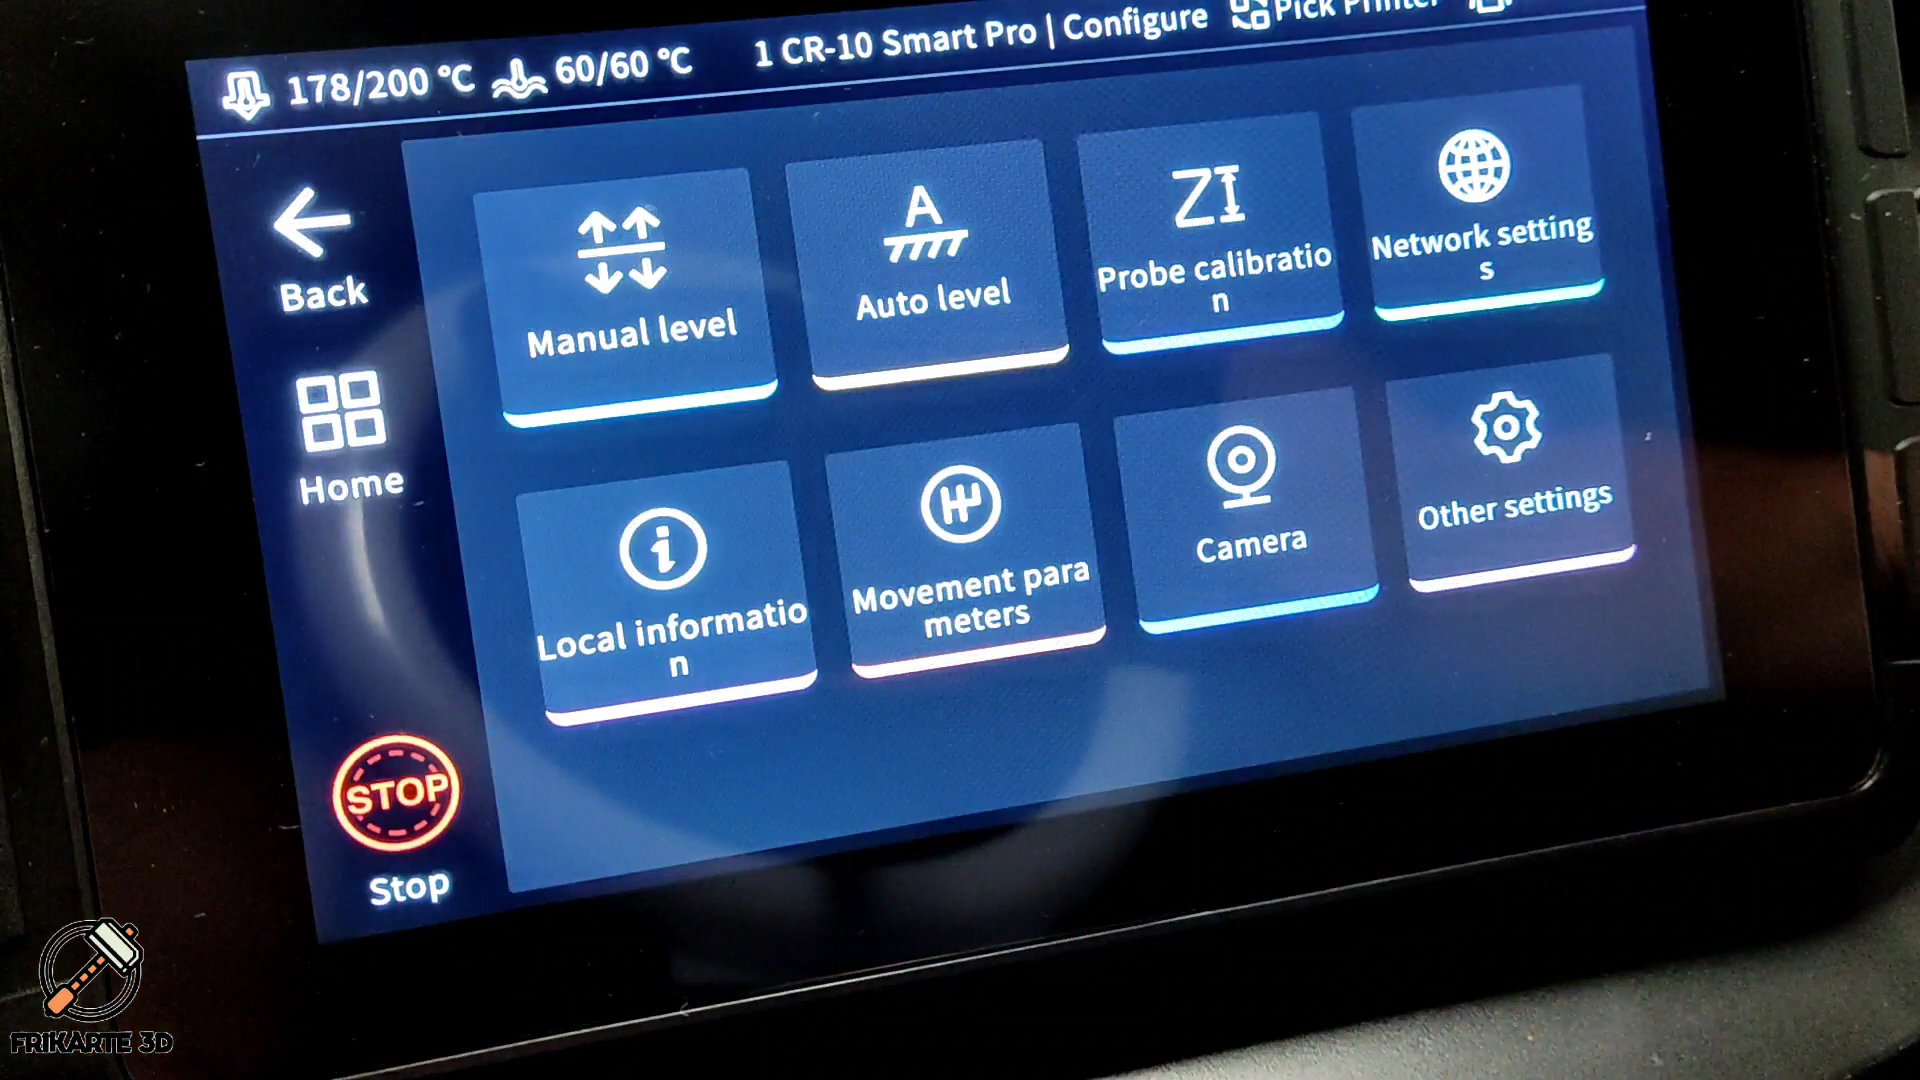 178/200 °C 60/60 °C 1 CR-10 Smart Pro | Configure Pick Printer
Back
Home
STOP
Stop
Manual level
A
Auto level
Z
Probe calibratio
n
Network setting
s
i
Local informatio
n
Movement para
meters
Camera
Other settings
FRIKARTE 3D